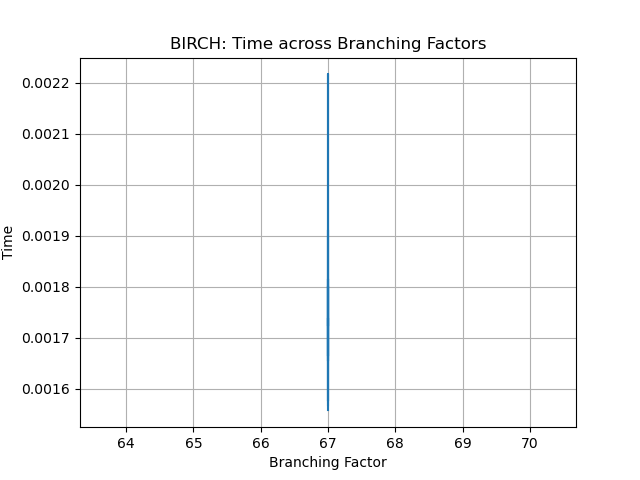 BIRCH: Time across Branching Factors
Time
0.0022
0.0021
0.0020
0.0019
0.0018
0.0017
0.0016
64 65 66 67 68 69 70
Branching Factor